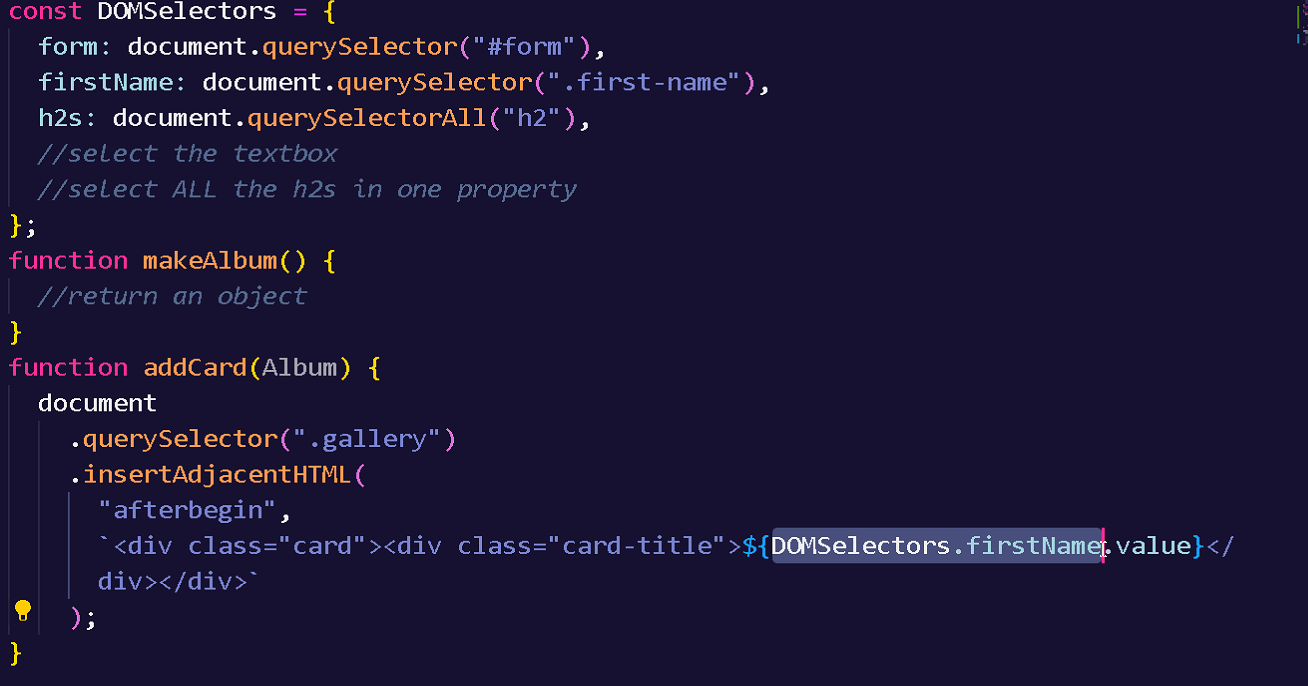 const DOMSelectors = {
form: document.querySelector("#form"),
firstName: document.querySelector(".first-name"),
h2s: document.querySelectorAll("h2"),
//select the textbox
//select ALL the h2s in one property
};
function makeAlbum() {
//return an object
}
function addCard(Album) {
document
.querySelector(".gallery")
.insertAdjacentHTML(
"afterbegin",
`<div class="card"><div class="card-title">${DOMSelectors.firstName.value}</
div></div>`
);
}